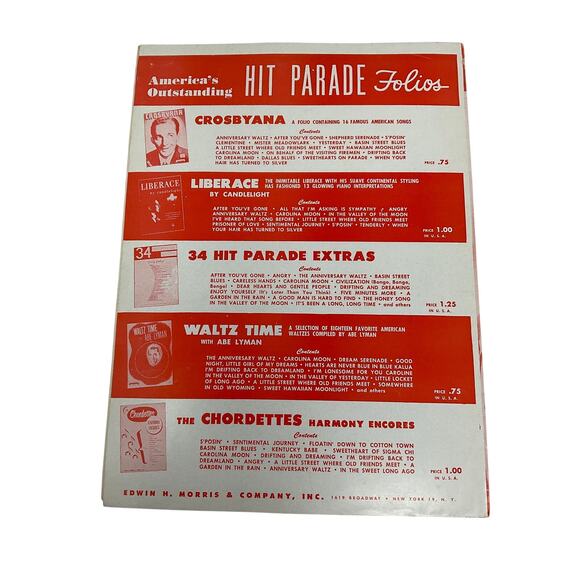 America's
Outstanding
HIT PARADE Folios
CROSBYANA
CROSBYANA A FOLIO CONTAINING 16 FAMOUS AMERICAN SONGS
Contents
ANNIVERSARY WALTZ • AFTER YOU'VE GONE • SHEPHERD SERENADE • S'POSIN'
CLEMENTINE • MISTER MEADOWLARK • YESTERDAY • BASIN STREET BLUES
A LITTLE STREET WHERE OLD FRIENDS MEET • SWEET HAWAIIAN MOONLIGHT
CAROLINA MOON • ON BEHALF OF THE VISITING FIREMEN • DRIFTING BACK
TO DREAMLAND • DALLAS BLUES • SWEETHEARTS ON PARADE • WHEN YOUR
HAIR HAS TURNED TO SILVER
PRICE .75
LIBERACE
LIBERACE THE INIMITABLE LIBERACE WITH HIS SUAVE CONTINENTAL STYLING
BY CANDLELIGHT HAS FASHIONED 13 GLOWING PIANO INTERPRETATIONS
Contents
AFTER YOU'VE GONE • ALL THAT I'M ASKING IS SYMPATHY • ANGRY
ANNIVERSARY WALTZ • CAROLINA MOON • IN THE VALLEY OF THE MOON
I'VE HEARD THAT SONG BEFORE • LITTLE STREET WHERE OLD FRIENDS MEET
PRISONER OF LOVE • SENTIMENTAL JOURNEY • S'POSIN' • TENDERLY • WHEN
YOUR HAIR HAS TURNED TO SILVER
PRICE 1.00
IN U. S. A.
34
34 HIT PARADE EXTRAS
Contents
AFTER YOU'VE GONE • ANGRY • THE ANNIVERSARY WALTZ • BASIN STREET
BLUES • CARELESS HANDS • CAROLINA MOON • CIVILIZATION (Bongo, Bongo,
Bongo) • DEAR HEARTS AND GENTLE PEOPLE • DRIFTING AND DREAMING
ENJOY YOURSELF (It's Later Than You Think) • FIVE MINUTES MORE • A
GARDEN IN THE RAIN • A GOOD MAN IS HARD TO FIND • THE HONEY SONG
IN THE VALLEY OF THE MOON • IT'S BEEN A LONG, LONG TIME • and others
PRICE 1.25
IN U. S. A.
WALTZ TIME
WALTZ TIME A SELECTION OF EIGHTEEN FAVORITE AMERICAN
WITH ABE LYMAN WALTZES COMPILED BY ABE LYMAN
Contents
THE ANNIVERSARY WALTZ • CAROLINA MOON • DREAM SERENADE • GOOD
NIGHT, LITTLE GIRL OF MY DREAMS • HEARTS ARE NEVER BLUE IN BLUE KALUA
I'M DRIFTING BACK TO DREAMLAND • I'M LONESOME FOR YOU CAROLINE
IN THE VALLEY OF THE MOON • IN THE VALLEY OF YESTERDAY • LITTLE LOCKET
OF LONG AGO • A LITTLE STREET WHERE OLD FRIENDS MEET • SOMEWHERE
IN OLD WYOMING • SWEET HAWAIIAN MOONLIGHT • and others
PRICE .75
IN U. S. A.
Chordettes
THE CHORDETTES HARMONY ENCORES
Contents
S'POSIN' • SENTIMENTAL JOURNEY • FLOATIN' DOWN TO COTTON TOWN
BASIN STREET BLUES • KENTUCKY BABE • SWEETHEART OF SIGMA CHI
CAROLINA MOON • DRIFTING AND DREAMING • I'M DRIFTING BACK TO
DREAMLAND • ANGRY • A LITTLE STREET WHERE OLD FRIENDS MEET • A
GARDEN IN THE RAIN • ANNIVERSARY WALTZ • IN THE SWEET LONG AGO
PRICE 1.00
IN U. S. A.
EDWIN H. MORRIS & COMPANY, INC. 1619 BROADWAY • NEW YORK 19, N. Y.